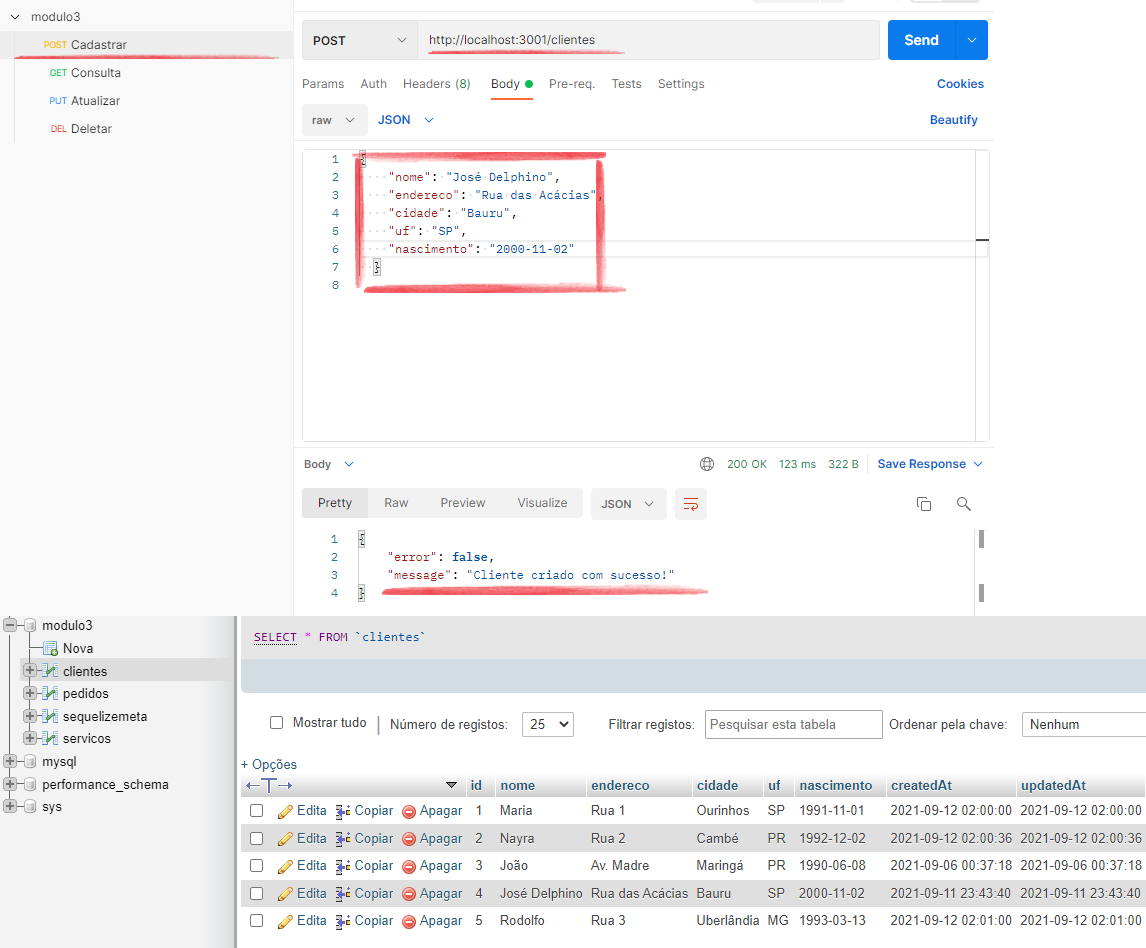 modulo3
POST Cadastrar
GET Consulta
PUT Atualizar
DEL Deletar
POST http://localhost:3001/clientes Send
Params Auth Headers (8) Body Pre-req. Tests Settings Cookies
raw JSON Beautify
1 {
2 "nome": "José Delphino",
3 "endereco": "Rua das Acácias",
4 "cidade": "Bauru",
5 "uf": "SP",
6 "nascimento": "2000-11-02"
7 }
8
Body 200 OK 123 ms 322 B Save Response
Pretty Raw Preview Visualize JSON
1 {
2 "error": false,
3 "message": "Cliente criado com sucesso!"
4 }
modulo3
Nova
clientes
pedidos
sequelizemeta
servicos
mysql
performance_schema
sys
SELECT * FROM `clientes`
Mostrar tudo Número de registos: 25 Filtrar registos: Pesquisar esta tabela Ordenar pela chave: Nenhum
+ Opções
←T→ id nome endereco cidade uf nascimento createdAt updatedAt
Edita Copiar Apagar 1 Maria Rua 1 Ourinhos SP 1991-11-01 2021-09-12 02:00:00 2021-09-12 02:00:00
Edita Copiar Apagar 2 Nayra Rua 2 Cambé PR 1992-12-02 2021-09-12 02:00:36 2021-09-12 02:00:36
Edita Copiar Apagar 3 João Av. Madre Maringá PR 1990-06-08 2021-09-06 00:37:18 2021-09-06 00:37:18
Edita Copiar Apagar 4 José Delphino Rua das Acácias Bauru SP 2000-11-02 2021-09-11 23:43:40 2021-09-11 23:43:40
Edita Copiar Apagar 5 Rodolfo Rua 3 Uberlândia MG 1993-03-13 2021-09-12 02:01:00 2021-09-12 02:01:00